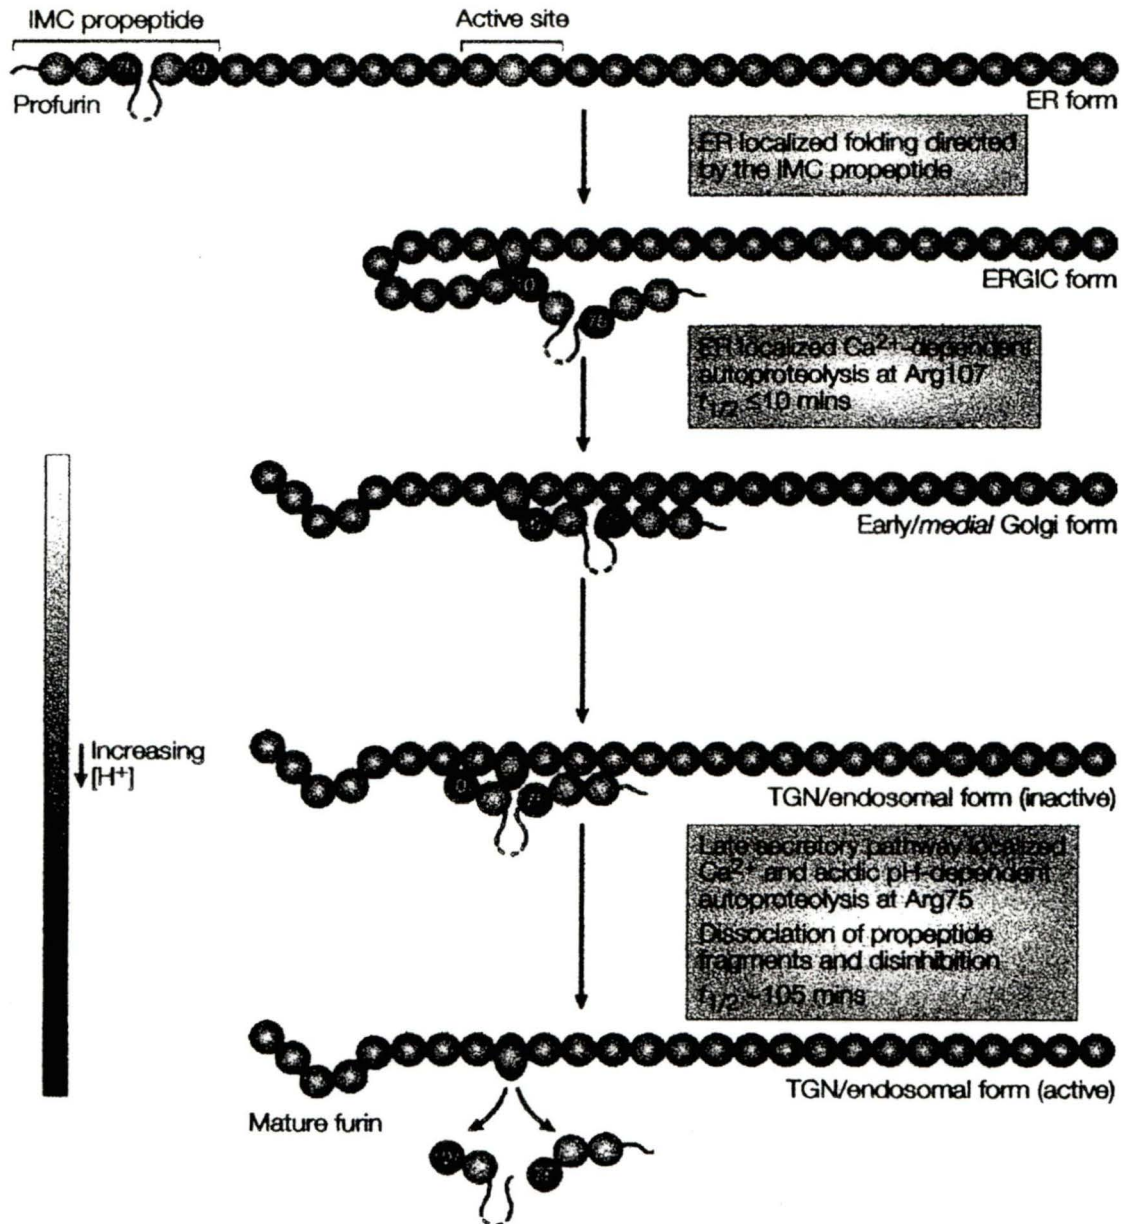 IMC propeptide
Active site
Profurin
ER form
ER localized folding directed
by the IMC propeptide
ERGIC form
ER localized Ca2+-dependent
autoproteolysis at Arg107
t1/2 ≤10 mins
Early/medial Golgi form
Increasing
[H+]
TGN/endosomal form (inactive)
Late secretory pathway localized
Ca2+ and acidic pH-dependent
autoproteolysis at Arg75
Dissociation of propeptide
fragments and disinhibition
t1/2 ~105 mins
TGN/endosomal form (active)
Mature furin